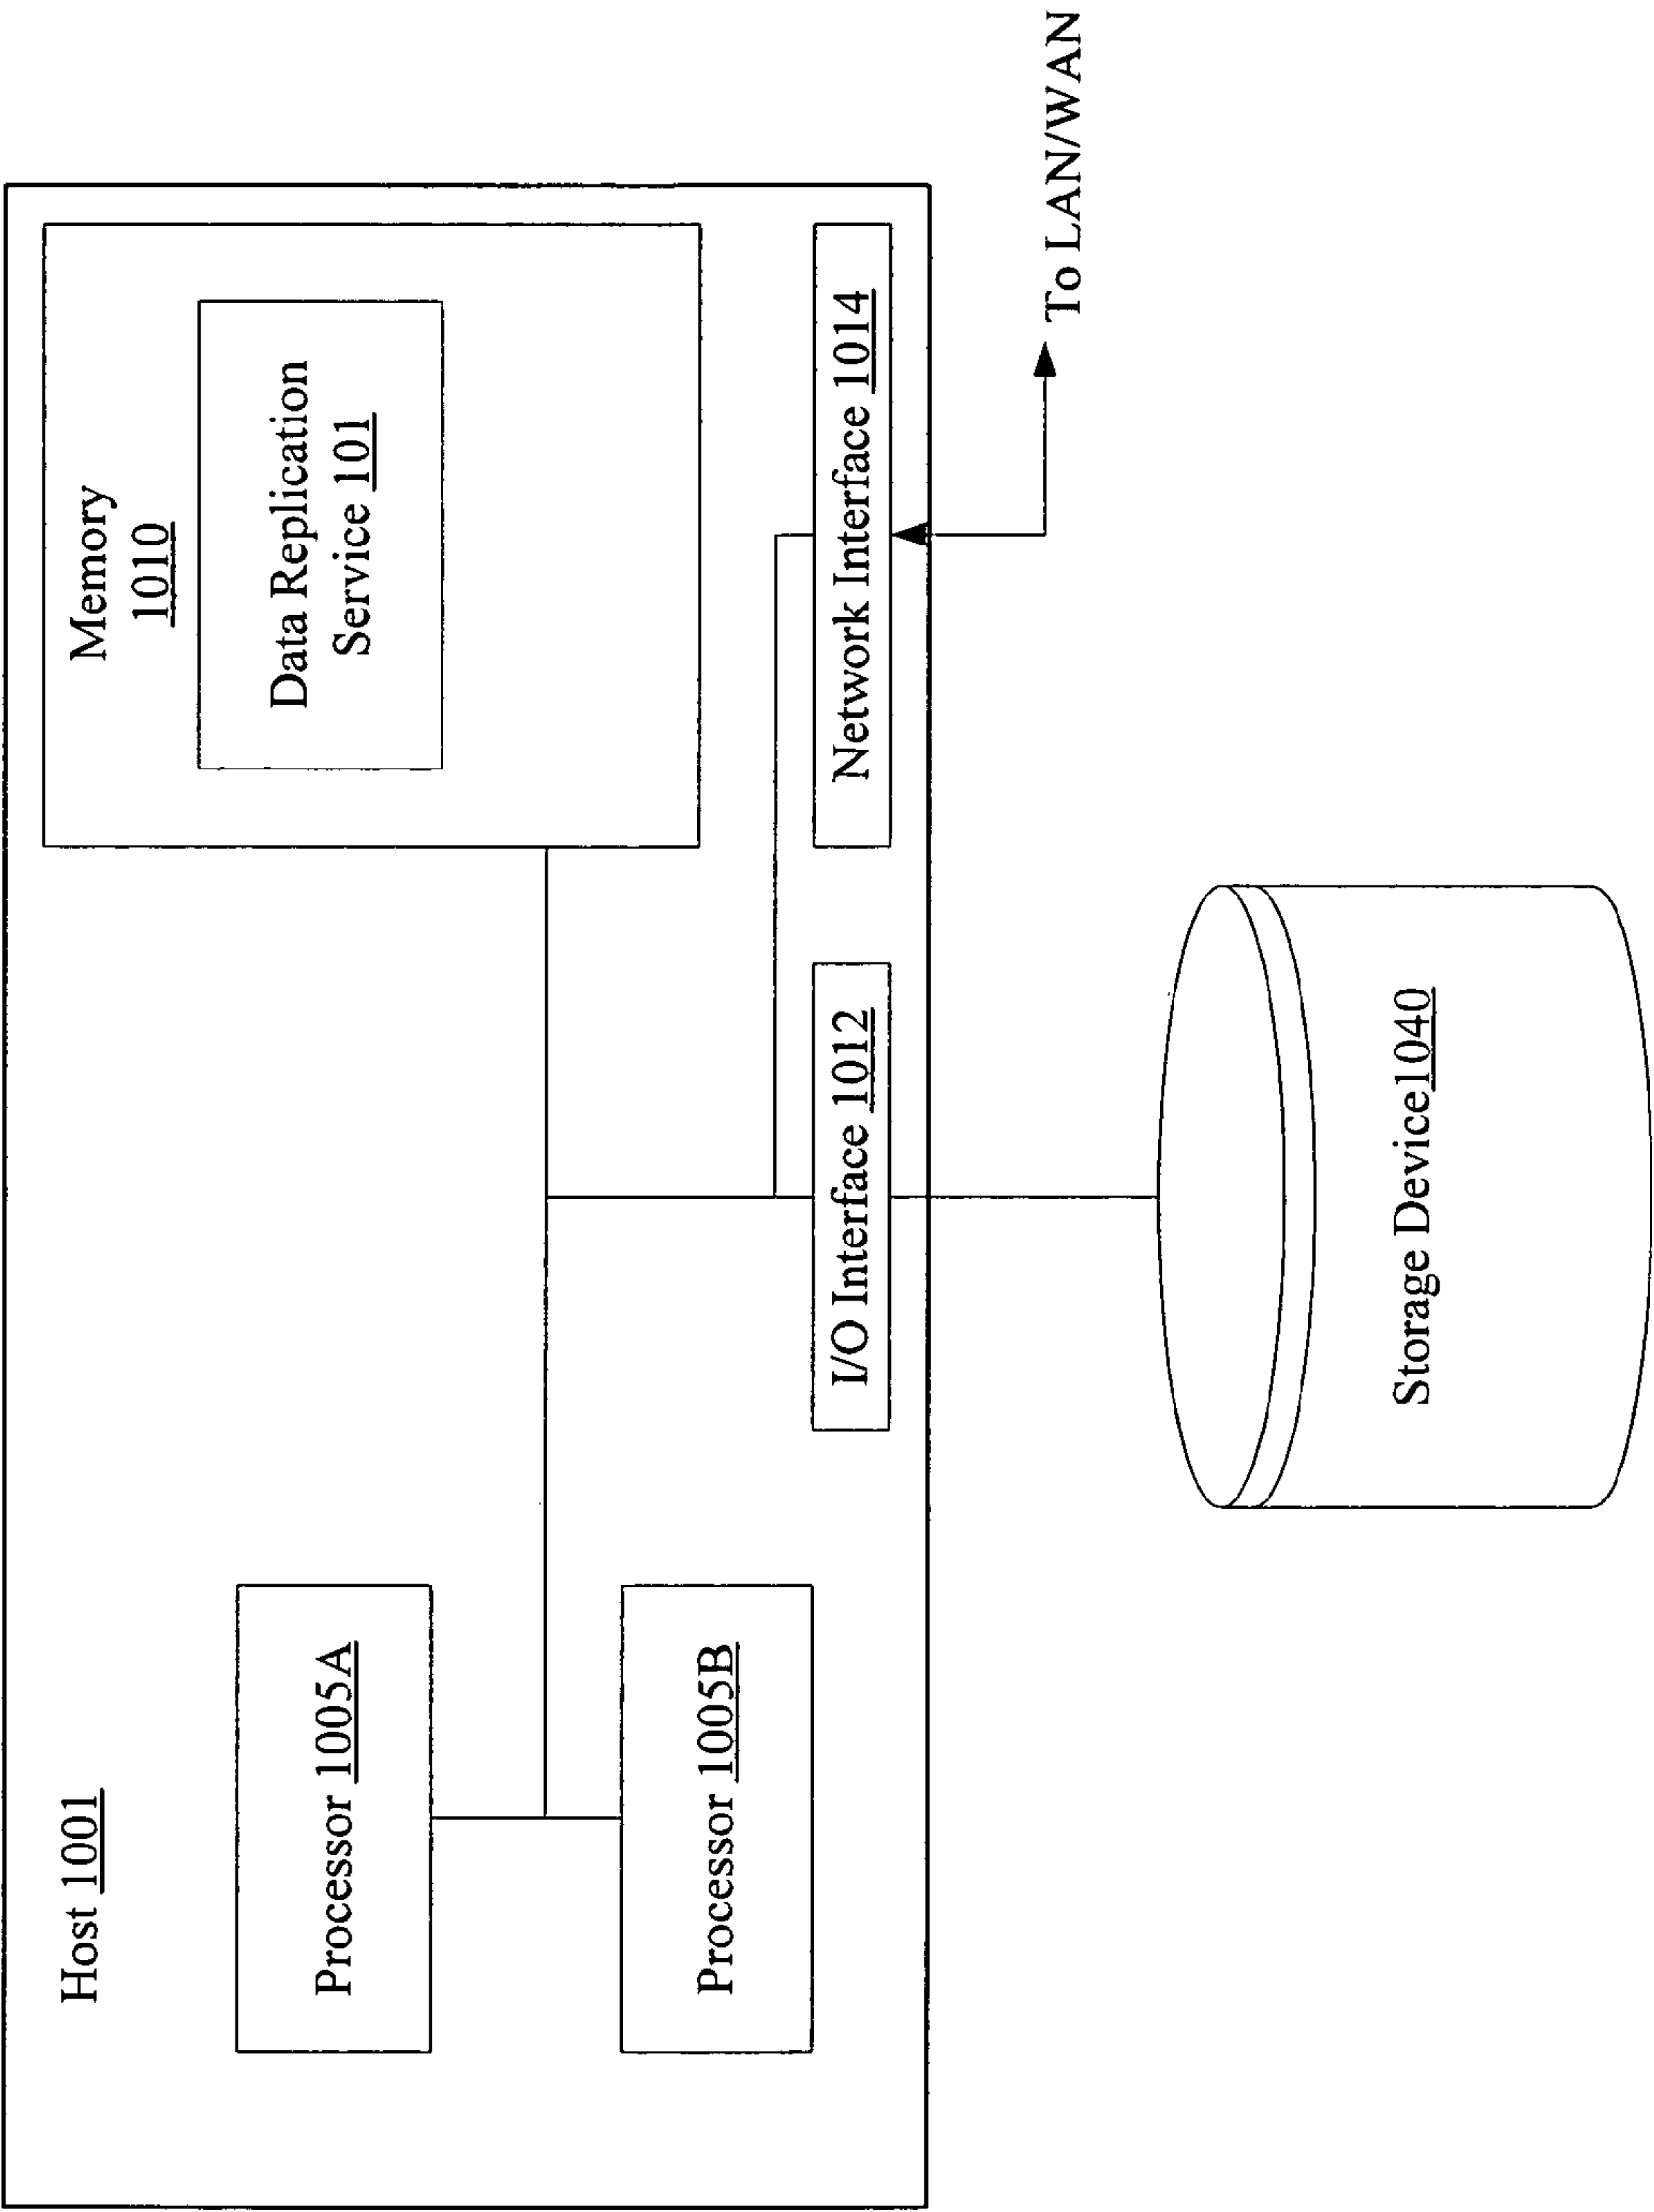 Host 1001
Memory
1010
Data Replication
Service 101
Processor 1005A
Processor 1005B
I/O Interface 1012
Network Interface 1014
To LAN/WAN
Storage Device1040